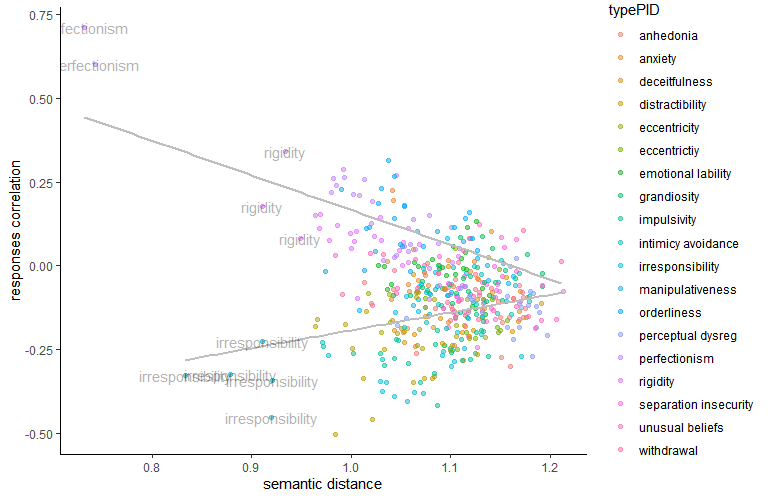 typePID
anhedonia
anxiety
deceitfulness
distractibility
eccentricity
eccentrictiy
emotional lability
grandiosity
impulsivity
intimicy avoidance
irresponsibility
manipulativeness
orderliness
perceptual dysreg
perfectionism
rigidity
separation insecurity
unusual beliefs
withdrawal
responses correlation
0.75
0.50
0.25
0.00
-0.25
-0.50
fectionism
erfectionism
rigidity
rigidity
rigidity
irresponsibility
irresponsibility
irresponsibility
irresponsibility
irresponsibility
0.8
0.9
1.0
1.1
1.2
semantic distance